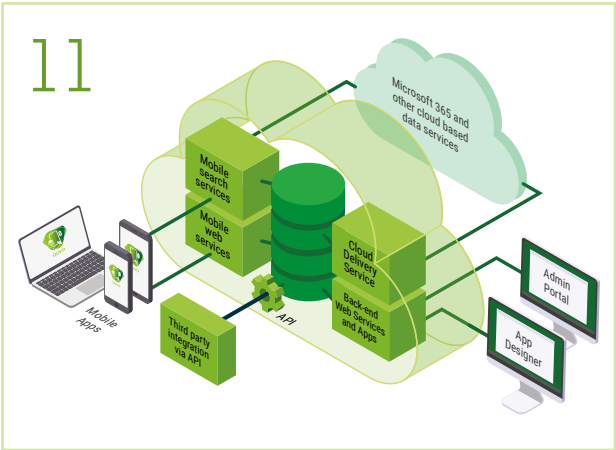 11
Microsoft 365 and
other cloud based
data services
Mobile
search
services
Mobile
web
services
Cloud
Delivery
Service
Back-end
Web Services
and Apps
Admin
Portal
App
Designer
Mobile
Apps
API
Third party
integration
via API